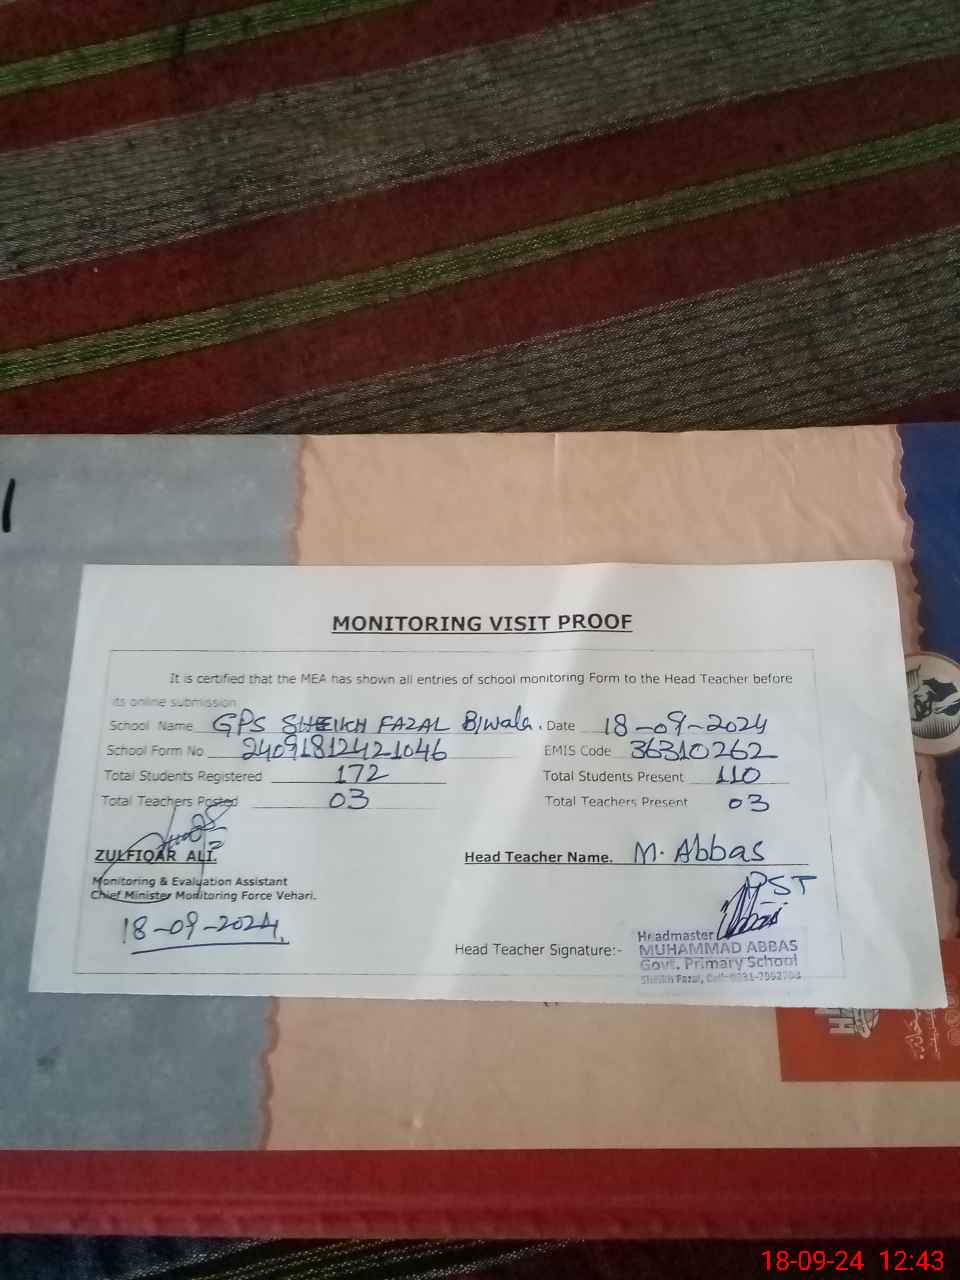 MONITORING VISIT PROOF
It is certified that the MEA has shown all entries of school monitoring Form to the Head Teacher before
its online submission
School Name GPS SHEIKH FAZAL B/wala. Date 18-09-2024
School Form No 24091812421046 EMIS Code 36310262
Total Students Registered 172 Total Students Present 110
Total Teachers Posted 03 Total Teachers Present 03
ZULFIQAR ALI. Head Teacher Name. M. Abbas
Monitoring & Evaluation Assistant
Chief Minister Monitoring Force Vehari.
PST
18-09-2024
Head Teacher Signature:-
Headmaster
MUHAMMAD ABBAS
Govt. Primary School
Sheikh Fazal, Cell:
18-09-24 12:43